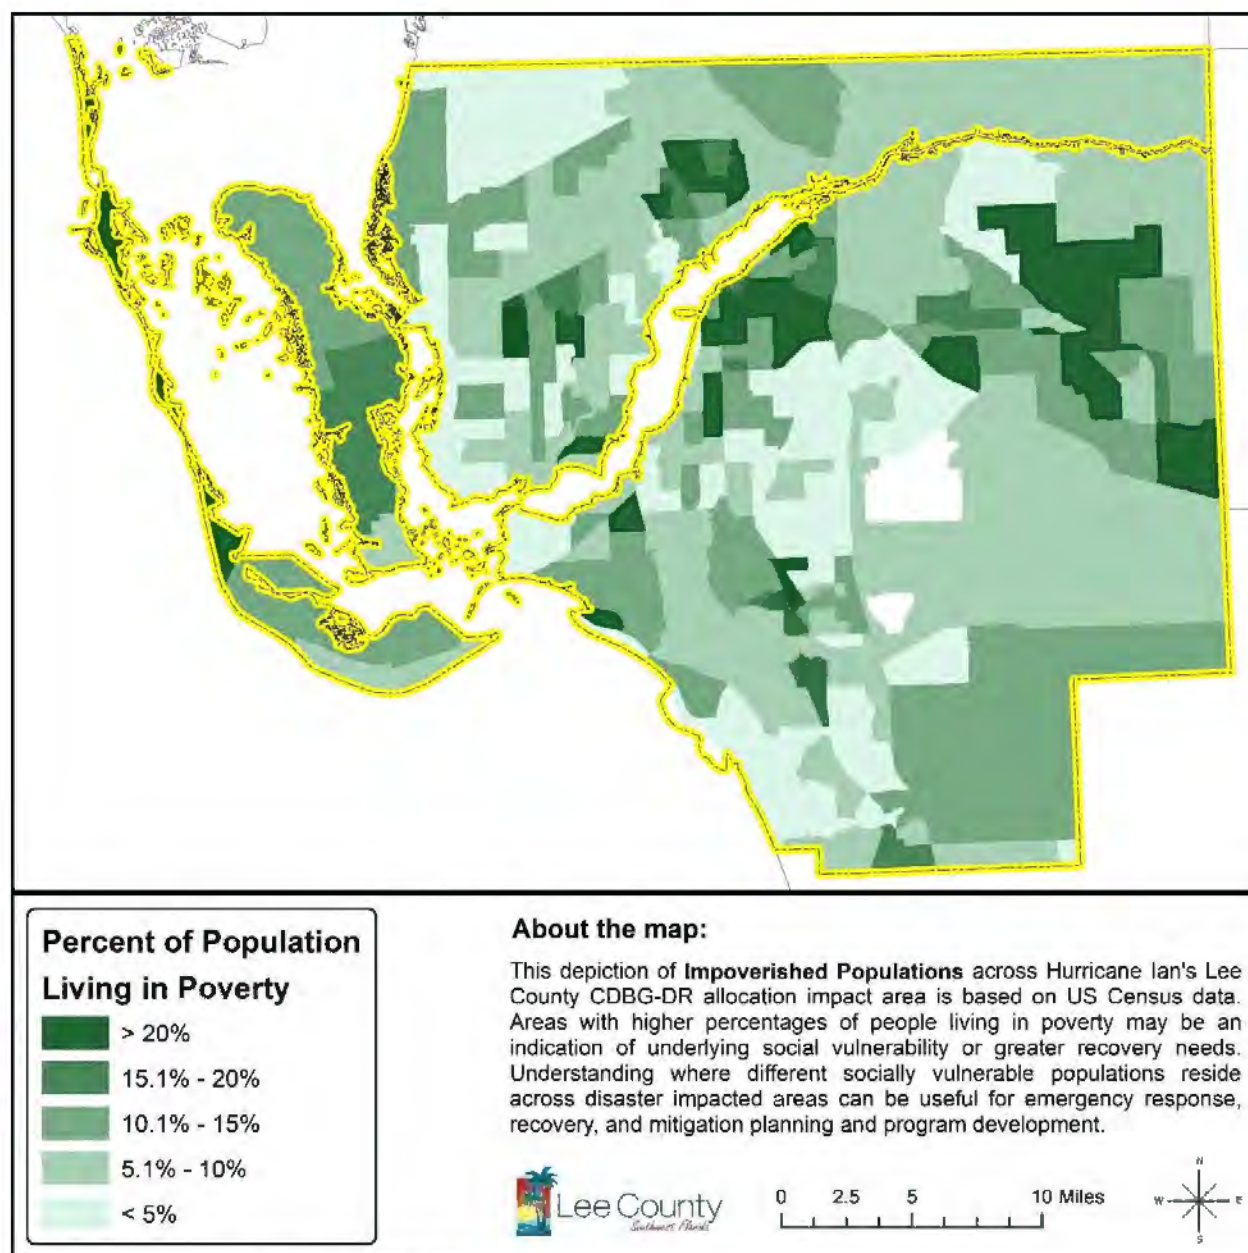 Percent of Population
Living in Poverty
> 20%
15.1% - 20%
10.1% - 15%
5.1% - 10%
< 5%
About the map:
This depiction of Impoverished Populations across Hurricane Ian's Lee
County CDBG-DR allocation impact area is based on US Census data.
Areas with higher percentages of people living in poverty may be an
indication of underlying social vulnerability or greater recovery needs.
Understanding where different socially vulnerable populations reside
across disaster impacted areas can be useful for emergency response,
recovery, and mitigation planning and program development.
Lee County
Southwest Florida
0 2.5 5 10 Miles
N
W E
S